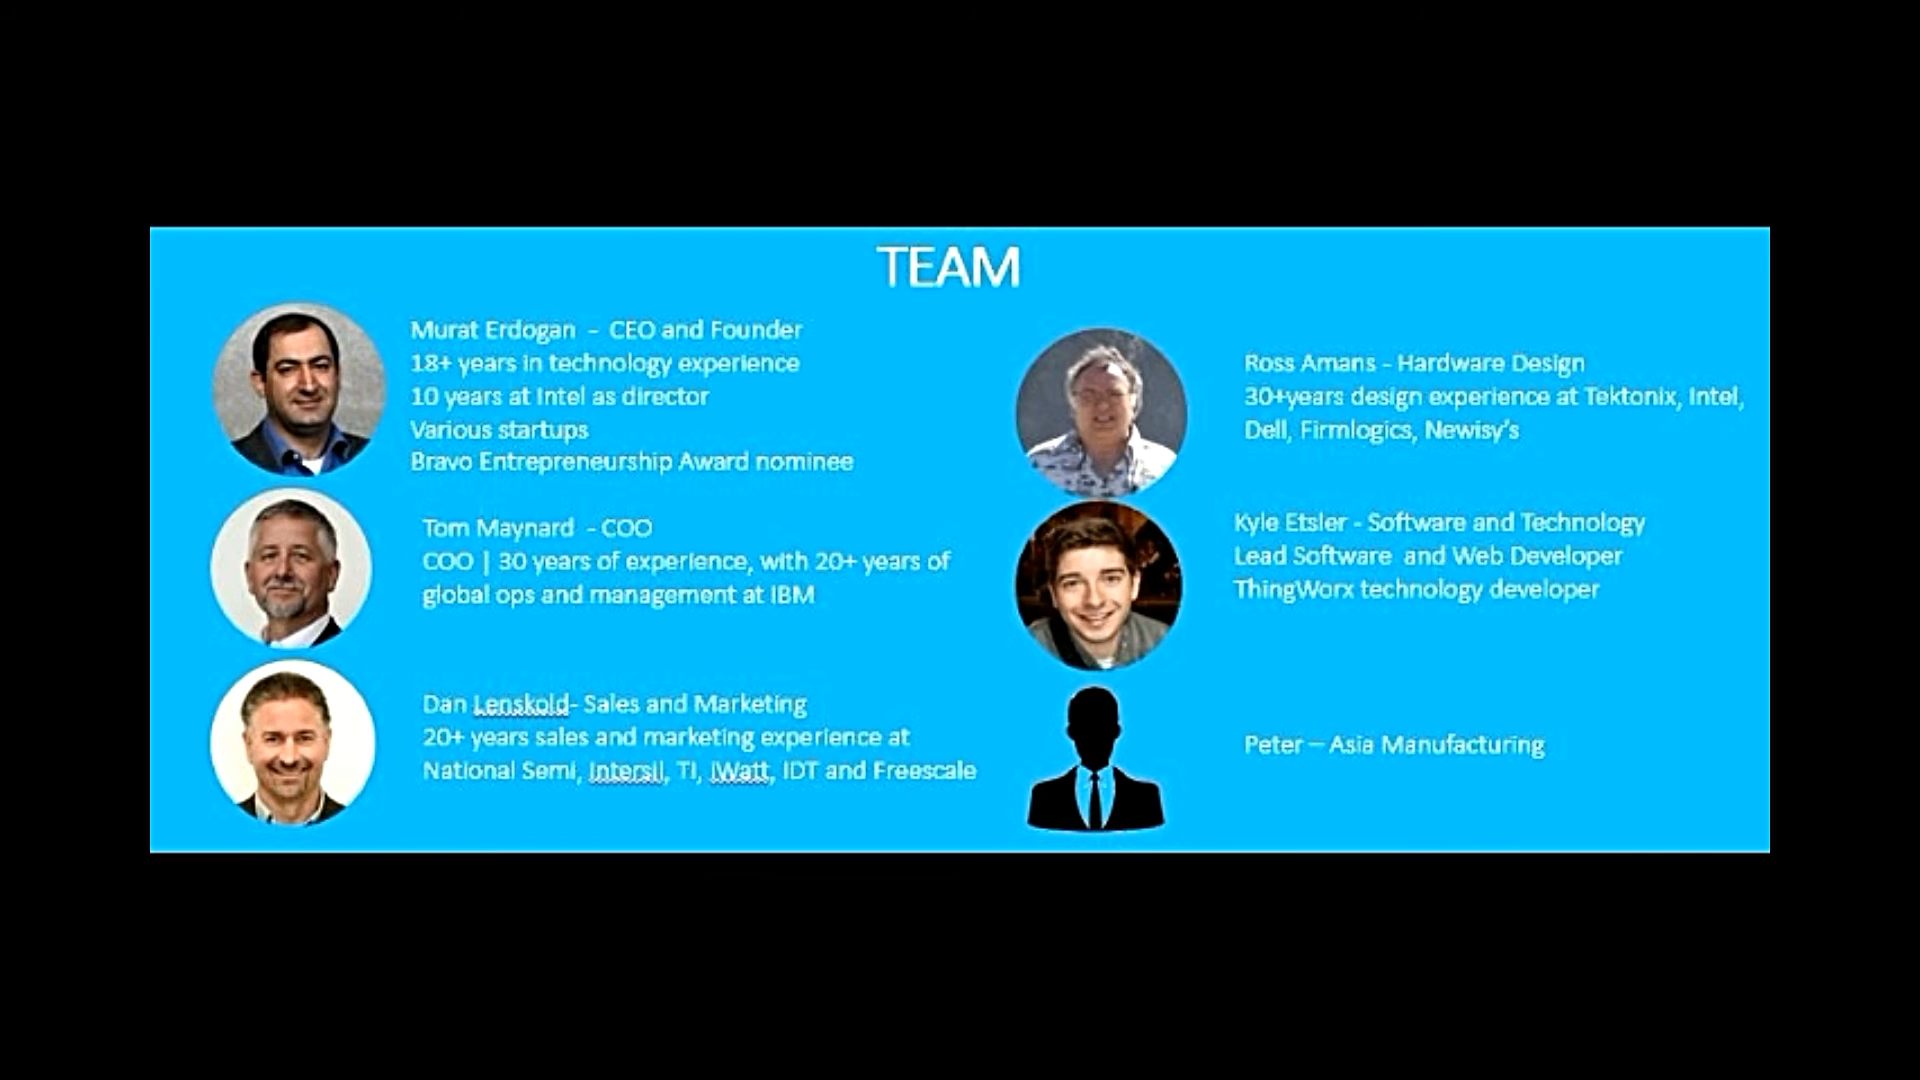 TEAM
Murat Erdogan - CEO and Founder
18+ years in technology experience
10 years at Intel as director
Various startups
Bravo Entrepreneurship Award nominee
Tom Maynard - COO
COO | 30 years of experience, with 20+ years of
global ops and management at IBM
Dan Lenskold- Sales and Marketing
20+ years sales and marketing experience at
National Semi, Intersil, TI, IWatt, IDT and Freescale
Ross Amans - Hardware Design
30+years design experience at Tektonix, Intel,
Dell, Firmlogics, Newisy's
Kyle Etsler - Software and Technology
Lead Software and Web Developer
ThingWorx technology developer
Peter – Asia Manufacturing